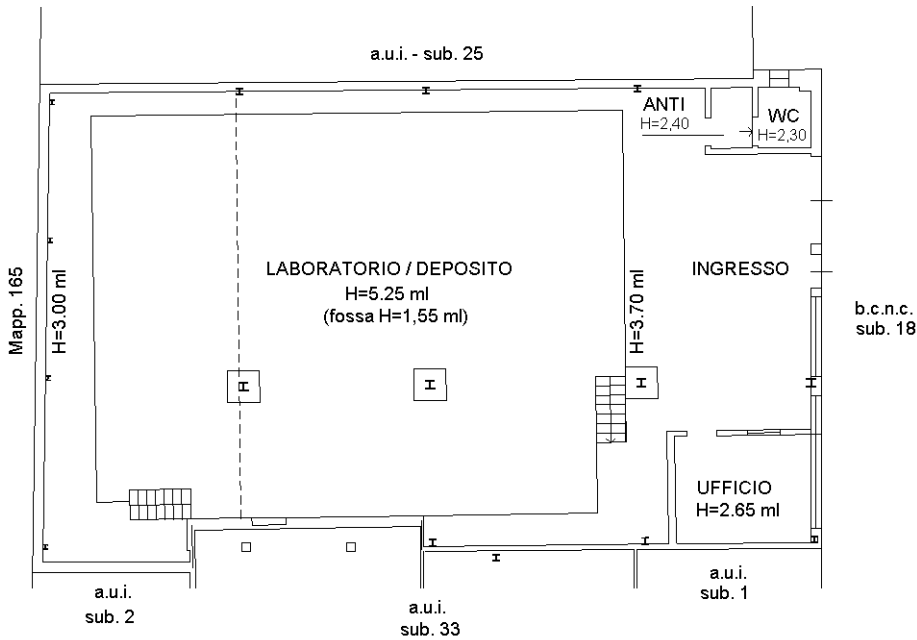 a.u.i. - sub. 25
ANTI
H=2,40
WC
H=2,30
LABORATORIO / DEPOSITO
H=5.25 ml
(fossa H=1,55 ml)
INGRESSO
Mapp. 165
H=3.00 ml
H=3.70 ml
b.c.n.c.
sub. 18
UFFICIO
H=2.65 ml
a.u.i.
sub. 2
a.u.i.
sub. 33
a.u.i.
sub. 1